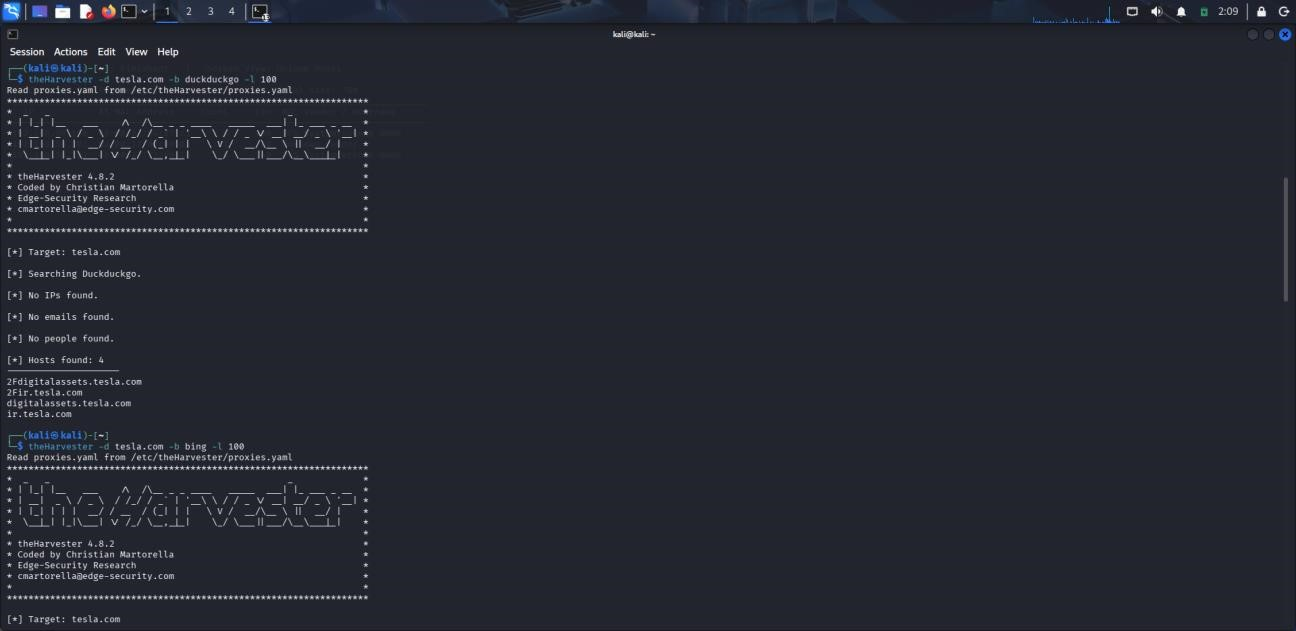 1 2 3 4
2:09
kali@kali: ~
Session Actions Edit View Help
┌──(kali㉿kali)-[~]
└─$ theHarvester -d tesla.com -b duckduckgo -l 100
Read proxies.yaml from /etc/theHarvester/proxies.yaml
*******************************************************************
theHarvester
* theHarvester 4.8.2 *
* Coded by Christian Martorella *
* Edge-Security Research *
* cmartorella@edge-security.com *
* *
*******************************************************************
[*] Target: tesla.com
[*] Searching Duckduckgo.
[*] No IPs found.
[*] No emails found.
[*] No people found.
[*] Hosts found: 4
2Fdigitalassets.tesla.com
2Fir.tesla.com
digitalassets.tesla.com
ir.tesla.com
┌──(kali㉿kali)-[~]
└─$ theHarvester -d tesla.com -b bing -l 100
Read proxies.yaml from /etc/theHarvester/proxies.yaml
*******************************************************************
theHarvester
* theHarvester 4.8.2 *
* Coded by Christian Martorella *
* Edge-Security Research *
* cmartorella@edge-security.com *
* *
*******************************************************************
[*] Target: tesla.com